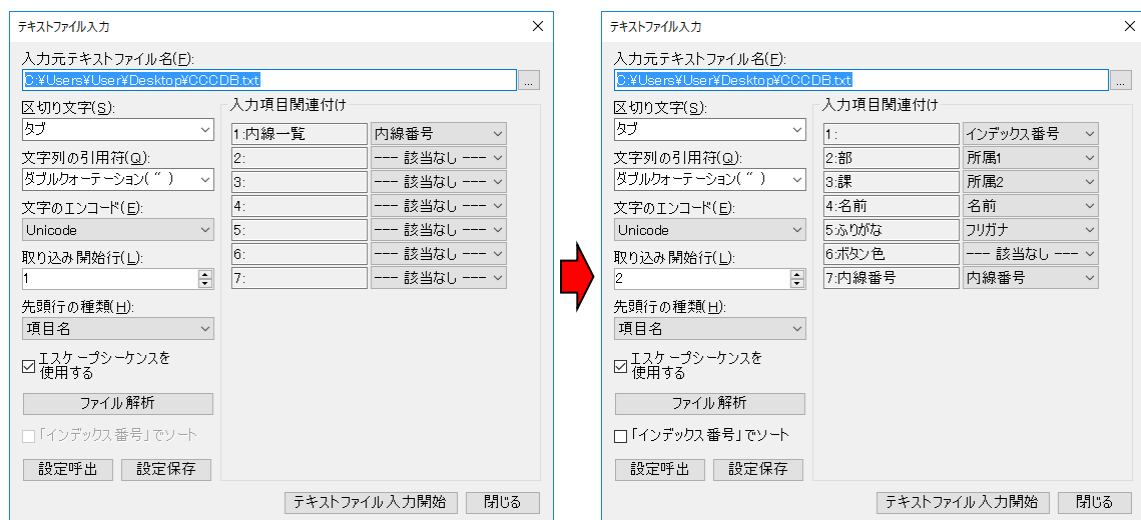 テキストファイル入力
入力元テキストファイル名(F):
C:¥Users¥User¥Desktop¥CCCDB.txt
...
区切り文字(S):
タブ
文字列の引用符(Q):
ダブルクォーテーション( “ )
文字のエンコード(E):
Unicode
取り込み開始行(L):
1
先頭行の種類(H):
項目名
エスケープシーケンスを
使用する
ファイル解析
「インデックス番号」でソート
設定呼出 設定保存
入力項目関連付け
1:内線一覧 内線番号
2: --- 該当なし ---
3: --- 該当なし ---
4: --- 該当なし ---
5: --- 該当なし ---
6: --- 該当なし ---
7: --- 該当なし ---
テキストファイル入力開始 閉じる
テキストファイル入力
入力元テキストファイル名(F):
C:¥Users¥User¥Desktop¥CCCDB.txt
...
区切り文字(S):
タブ
文字列の引用符(Q):
ダブルクォーテーション( “ )
文字のエンコード(E):
Unicode
取り込み開始行(L):
2
先頭行の種類(H):
項目名
エスケープシーケンスを
使用する
ファイル解析
「インデックス番号」でソート
設定呼出 設定保存
入力項目関連付け
1: インデックス番号
2:部 所属1
3:課 所属2
4:名前 名前
5:ふりがな フリガナ
6:ボタン色 --- 該当なし ---
7:内線番号 内線番号
テキストファイル入力開始 閉じる